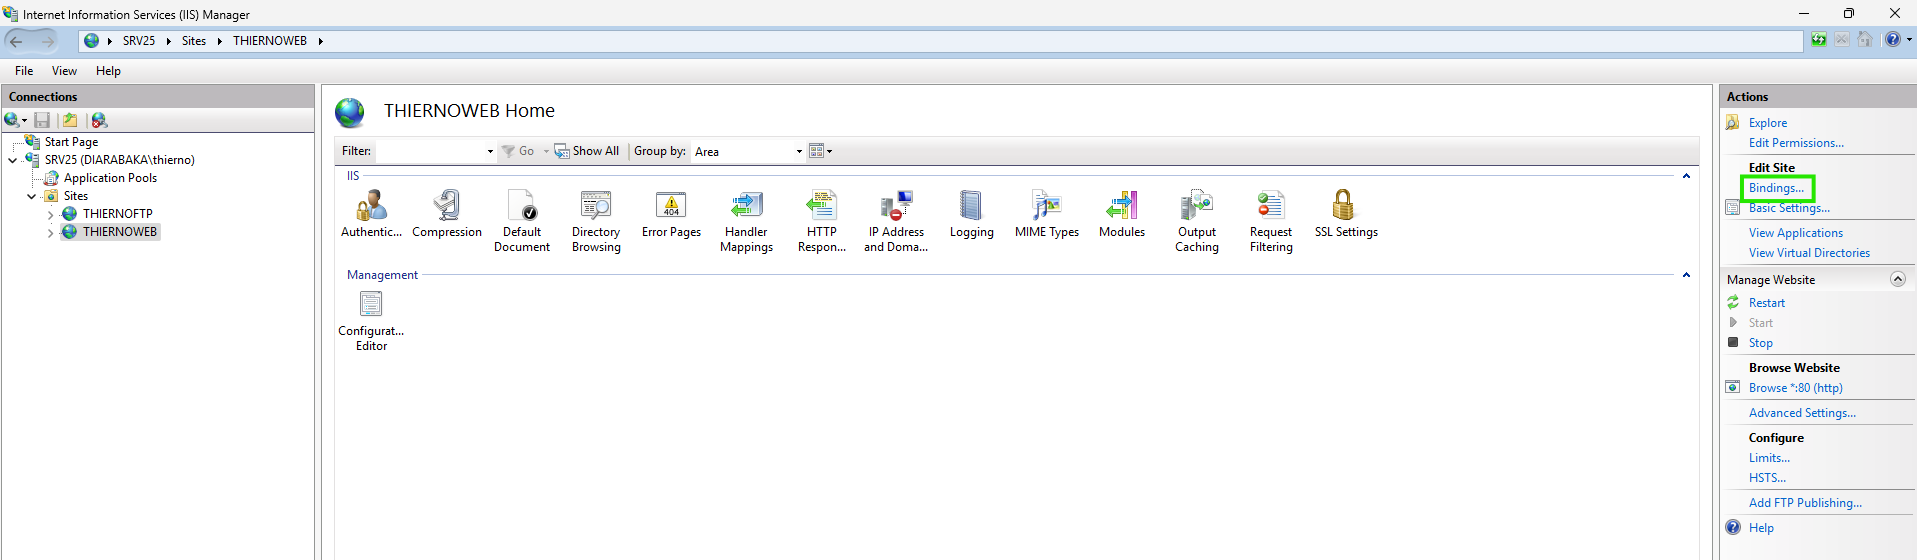 Internet Information Services (IIS) Manager
SRV25 Sites THIERNOWEB
File View Help
Connections
Start Page
SRV25 (DIARABAKA\thierno)
Application Pools
Sites
THIERNOFTP
THIERNOWEB
THIERNOWEB Home
Filter: Go Show All Group by: Area
IIS
Authentic...
Compression
Default
Document
Directory
Browsing
404
Error Pages
Handler
Mappings
HTTP
Respon...
IP Address
and Doma...
Logging
MIME Types
Modules
Output
Caching
Request
Filtering
SSL Settings
Management
Configurat...
Editor
Actions
Explore
Edit Permissions...
Edit Site
Bindings...
Basic Settings...
View Applications
View Virtual Directories
Manage Website
Restart
Start
Stop
Browse Website
Browse *:80 (http)
Advanced Settings...
Configure
Limits...
HSTS...
Add FTP Publishing...
Help